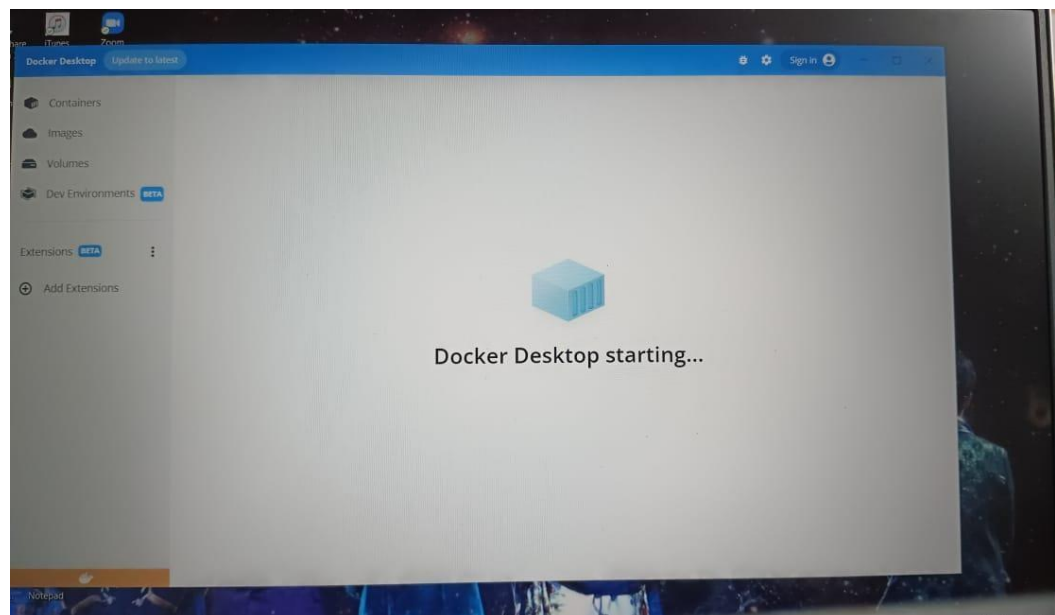 iTunes
Zoom
Docker Desktop Update to latest
Sign in
Containers
Images
Volumes
Dev Environments BETA
Extensions BETA
Add Extensions
Docker Desktop starting...
Notepad